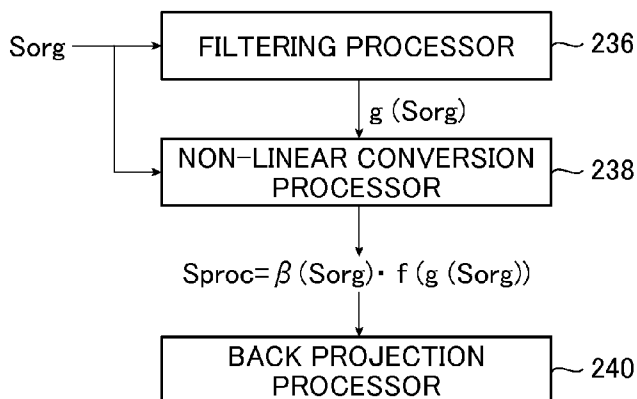 Sorg
FILTERING PROCESSOR
236
g (Sorg)
NON-LINEAR CONVERSION
PROCESSOR
238
Sproc=β(Sorg)・f(g(Sorg))
BACK PROJECTION
PROCESSOR
240